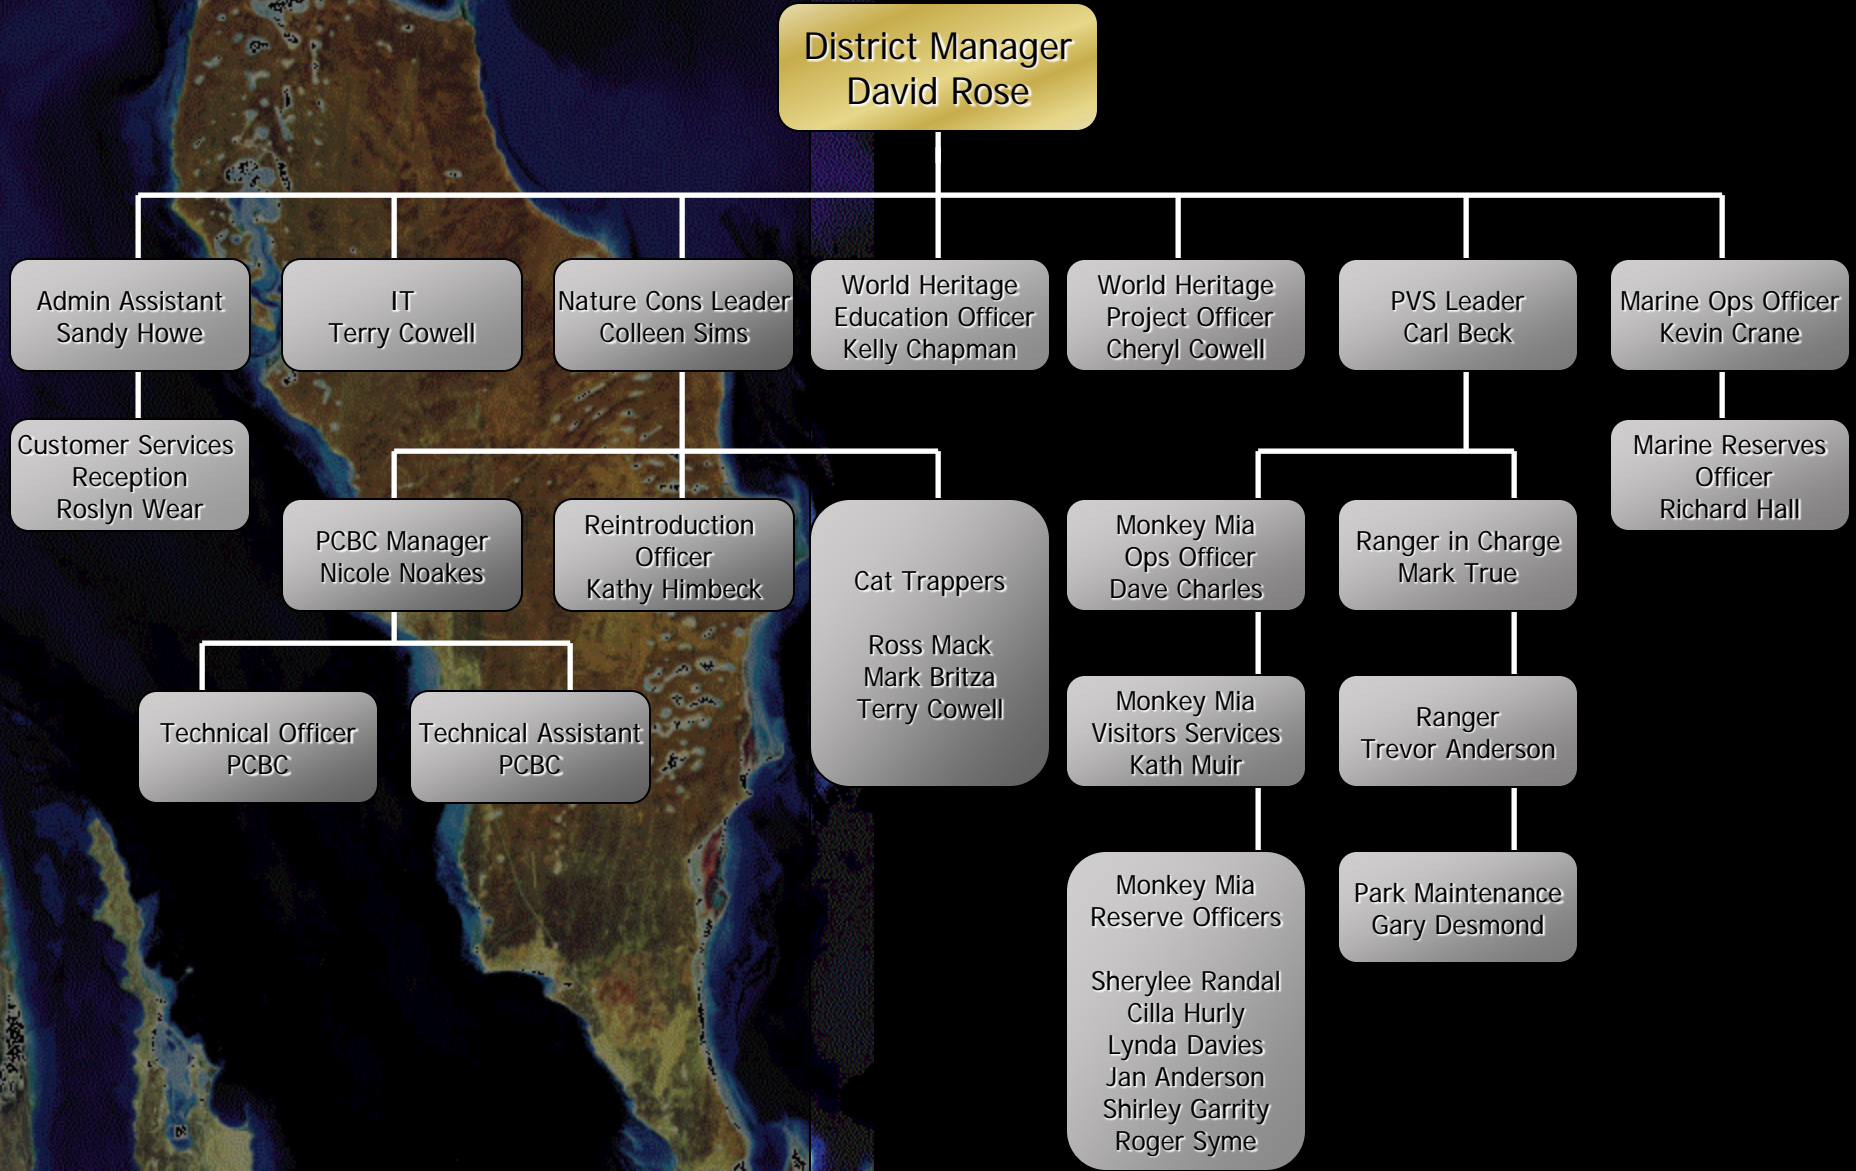 District Manager
David Rose
Admin Assistant
Sandy Howe
IT
Terry Cowell
Nature Cons Leader
Colleen Sims
World Heritage
Education Officer
Kelly Chapman
World Heritage
Project Officer
Cheryl Cowell
PVS Leader
Carl Beck
Marine Ops Officer
Kevin Crane
Customer Services
Reception
Roslyn Wear
PCBC Manager
Nicole Noakes
Reintroduction
Officer
Kathy Himbeck
Cat Trappers
Ross Mack
Mark Britza
Terry Cowell
Monkey Mia
Ops Officer
Dave Charles
Ranger in Charge
Mark True
Marine Reserves
Officer
Richard Hall
Technical Officer
PCBC
Technical Assistant
PCBC
Monkey Mia
Visitors Services
Kath Muir
Ranger
Trevor Anderson
Monkey Mia
Reserve Officers
Sherylee Randal
Cilla Hurly
Lynda Davies
Jan Anderson
Shirley Garrity
Roger Syme
Park Maintenance
Gary Desmond